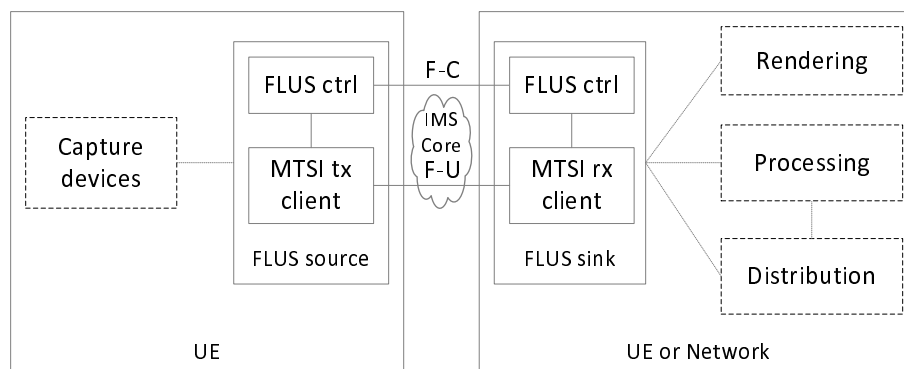 Capture
devices
FLUS ctrl
MTSI tx
client
FLUS source
UE
F-C
IMS
Core
F-U
FLUS ctrl
MTSI rx
client
FLUS sink
Rendering
Processing
Distribution
UE or Network